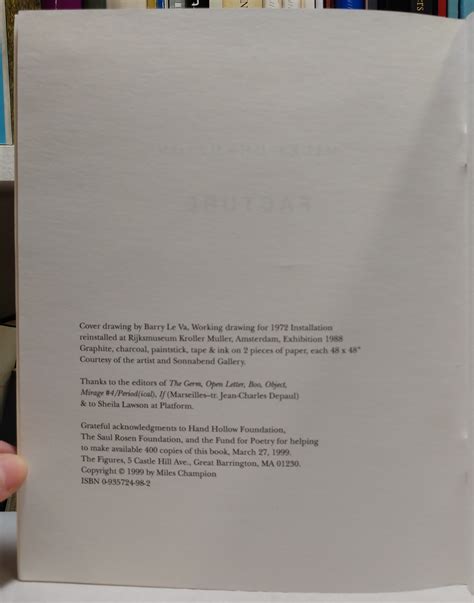 Cover drawing by Barry Le Va, Working drawing for 1972 Installation
reinstalled at Rijksmuseum Kroller Muller, Amsterdam, Exhibition 1988
Graphite, charcoal, paintstick, tape & ink on 2 pieces of paper, each 48 x 48"
Courtesy of the artist and Sonnabend Gallery.
Thanks to the editors of The Germ, Open Letter, Boo, Object,
Mirage #4/Period(ical), If (Marseilles–tr. Jean-Charles Depaul)
& to Sheila Lawson at Platform.
Grateful acknowledgments to Hand Hollow Foundation,
The Saul Rosen Foundation, and the Fund for Poetry for helping
to make available 400 copies of this book, March 27, 1999.
The Figures, 5 Castle Hill Ave., Great Barrington, MA 01230.
Copyright © 1999 by Miles Champion
ISBN 0-935724-98-2